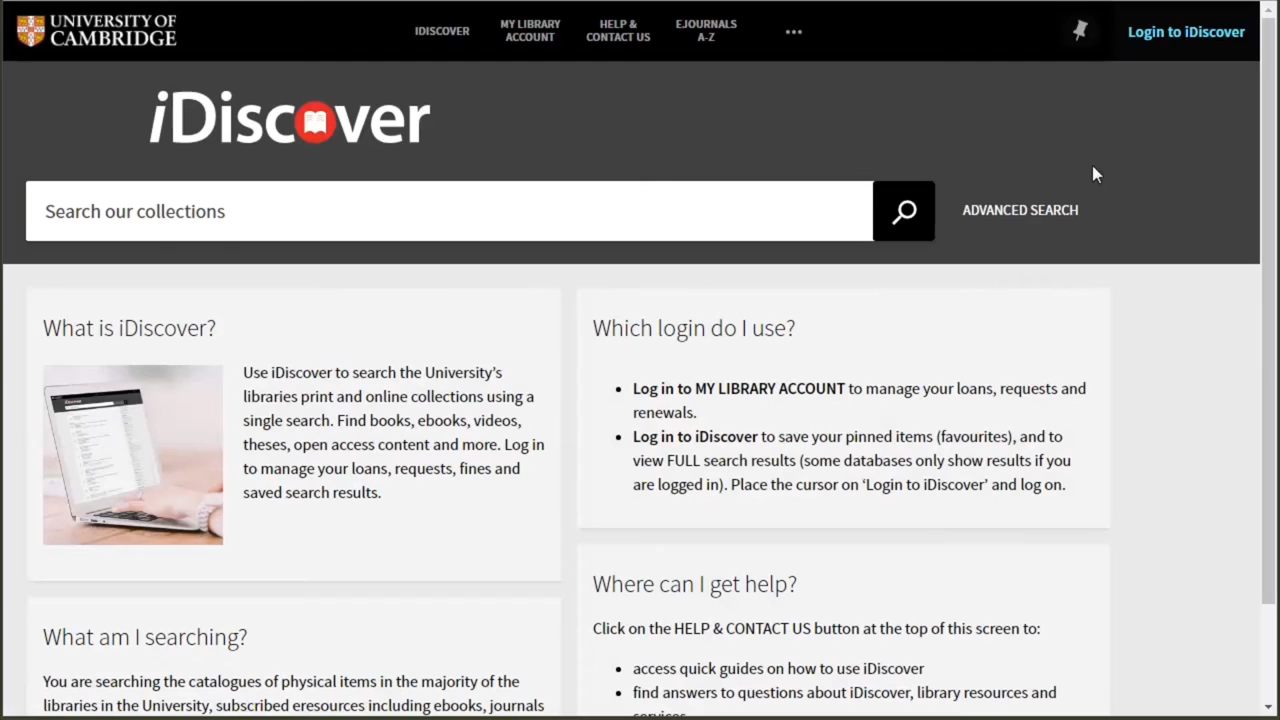 UNIVERSITY OF
CAMBRIDGE
IDISCOVER
MY LIBRARY
ACCOUNT
HELP &
CONTACT US
EJOURNALS
A-Z
Login to iDiscover
iDiscover
Search our collections
ADVANCED SEARCH
What is iDiscover?
Use iDiscover to search the University’s
libraries print and online collections using a
single search. Find books, ebooks, videos,
theses, open access content and more. Log in
to manage your loans, requests, fines and
saved search results.
Which login do I use?
• Log in to MY LIBRARY ACCOUNT to manage your loans, requests and
renewals.
• Log in to iDiscover to save your pinned items (favourites), and to
view FULL search results (some databases only show results if you
are logged in). Place the cursor on ‘Login to iDiscover’ and log on.
What am I searching?
You are searching the catalogues of physical items in the majority of the
libraries in the University, subscribed eresources including ebooks, journals
Where can I get help?
Click on the HELP & CONTACT US button at the top of this screen to:
• access quick guides on how to use iDiscover
• find answers to questions about iDiscover, library resources and
services